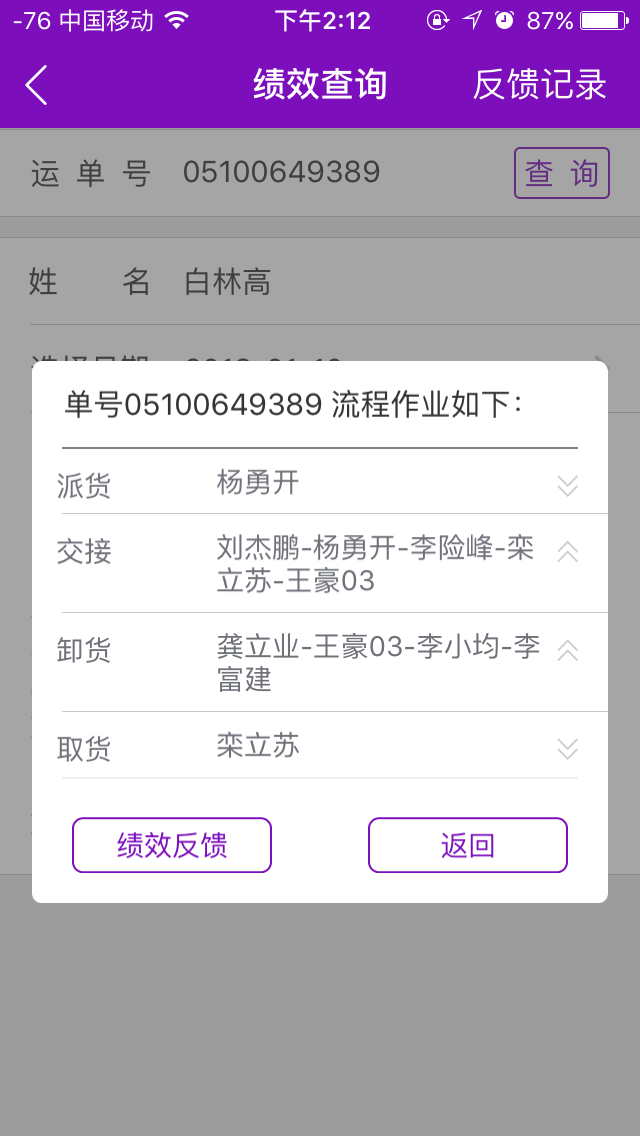 -76 中国移动 下午2:12 87%
绩效查询 反馈记录
运单号 05100649389 查询
姓名 白林高
单号05100649389 流程作业如下：
派货 杨勇开
交接 刘杰鹏-杨勇开-李险峰-栾
立苏-王豪03
卸货 龚立业-王豪03-李小均-李
富建
取货 栾立苏
绩效反馈 返回